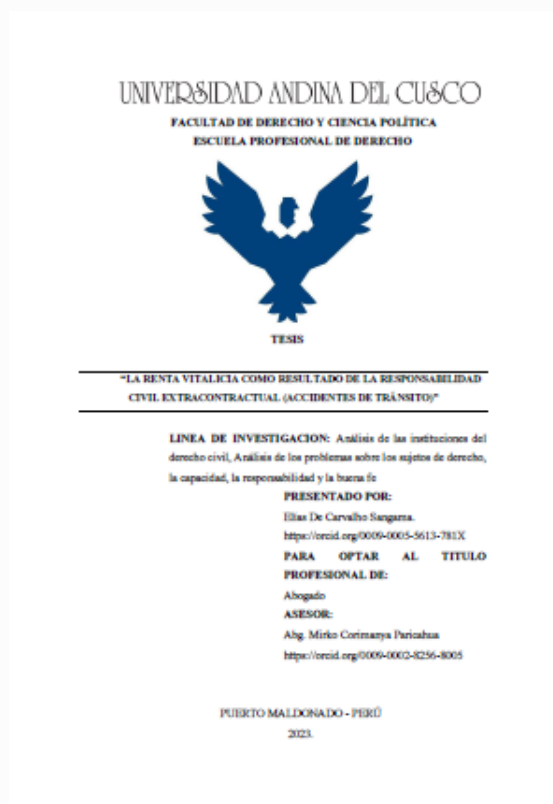 UNIVERSIDAD ANDINA DEL CUSCO
FACULTAD DE DERECHO Y CIENCIA POLÍTICA
ESCUELA PROFESIONAL DE DERECHO
TESIS
“LA RENTA VITALICIA COMO RESULTADO DE LA RESPONSABILIDAD
CIVIL EXTRACONTRACTUAL (ACCIDENTES DE TRÁNSITO)”
LINEA DE INVESTIGACION: Análisis de las instituciones del
derecho civil, Análisis de los problemas sobre los sujetos de derecho,
la capacidad, la responsabilidad y la buena fe
PRESENTADO POR:
Elias De Carvalho Sangama.
https://orcid.org/0009-0005-5613-781X
PARA OPTAR AL TITULO
PROFESIONAL DE:
Abogado
ASESOR:
Abg. Mirko Corimanya Paricahua
https://orcid.org/0009-0002-8256-8005
PUERTO MALDONADO - PERÚ
2023.